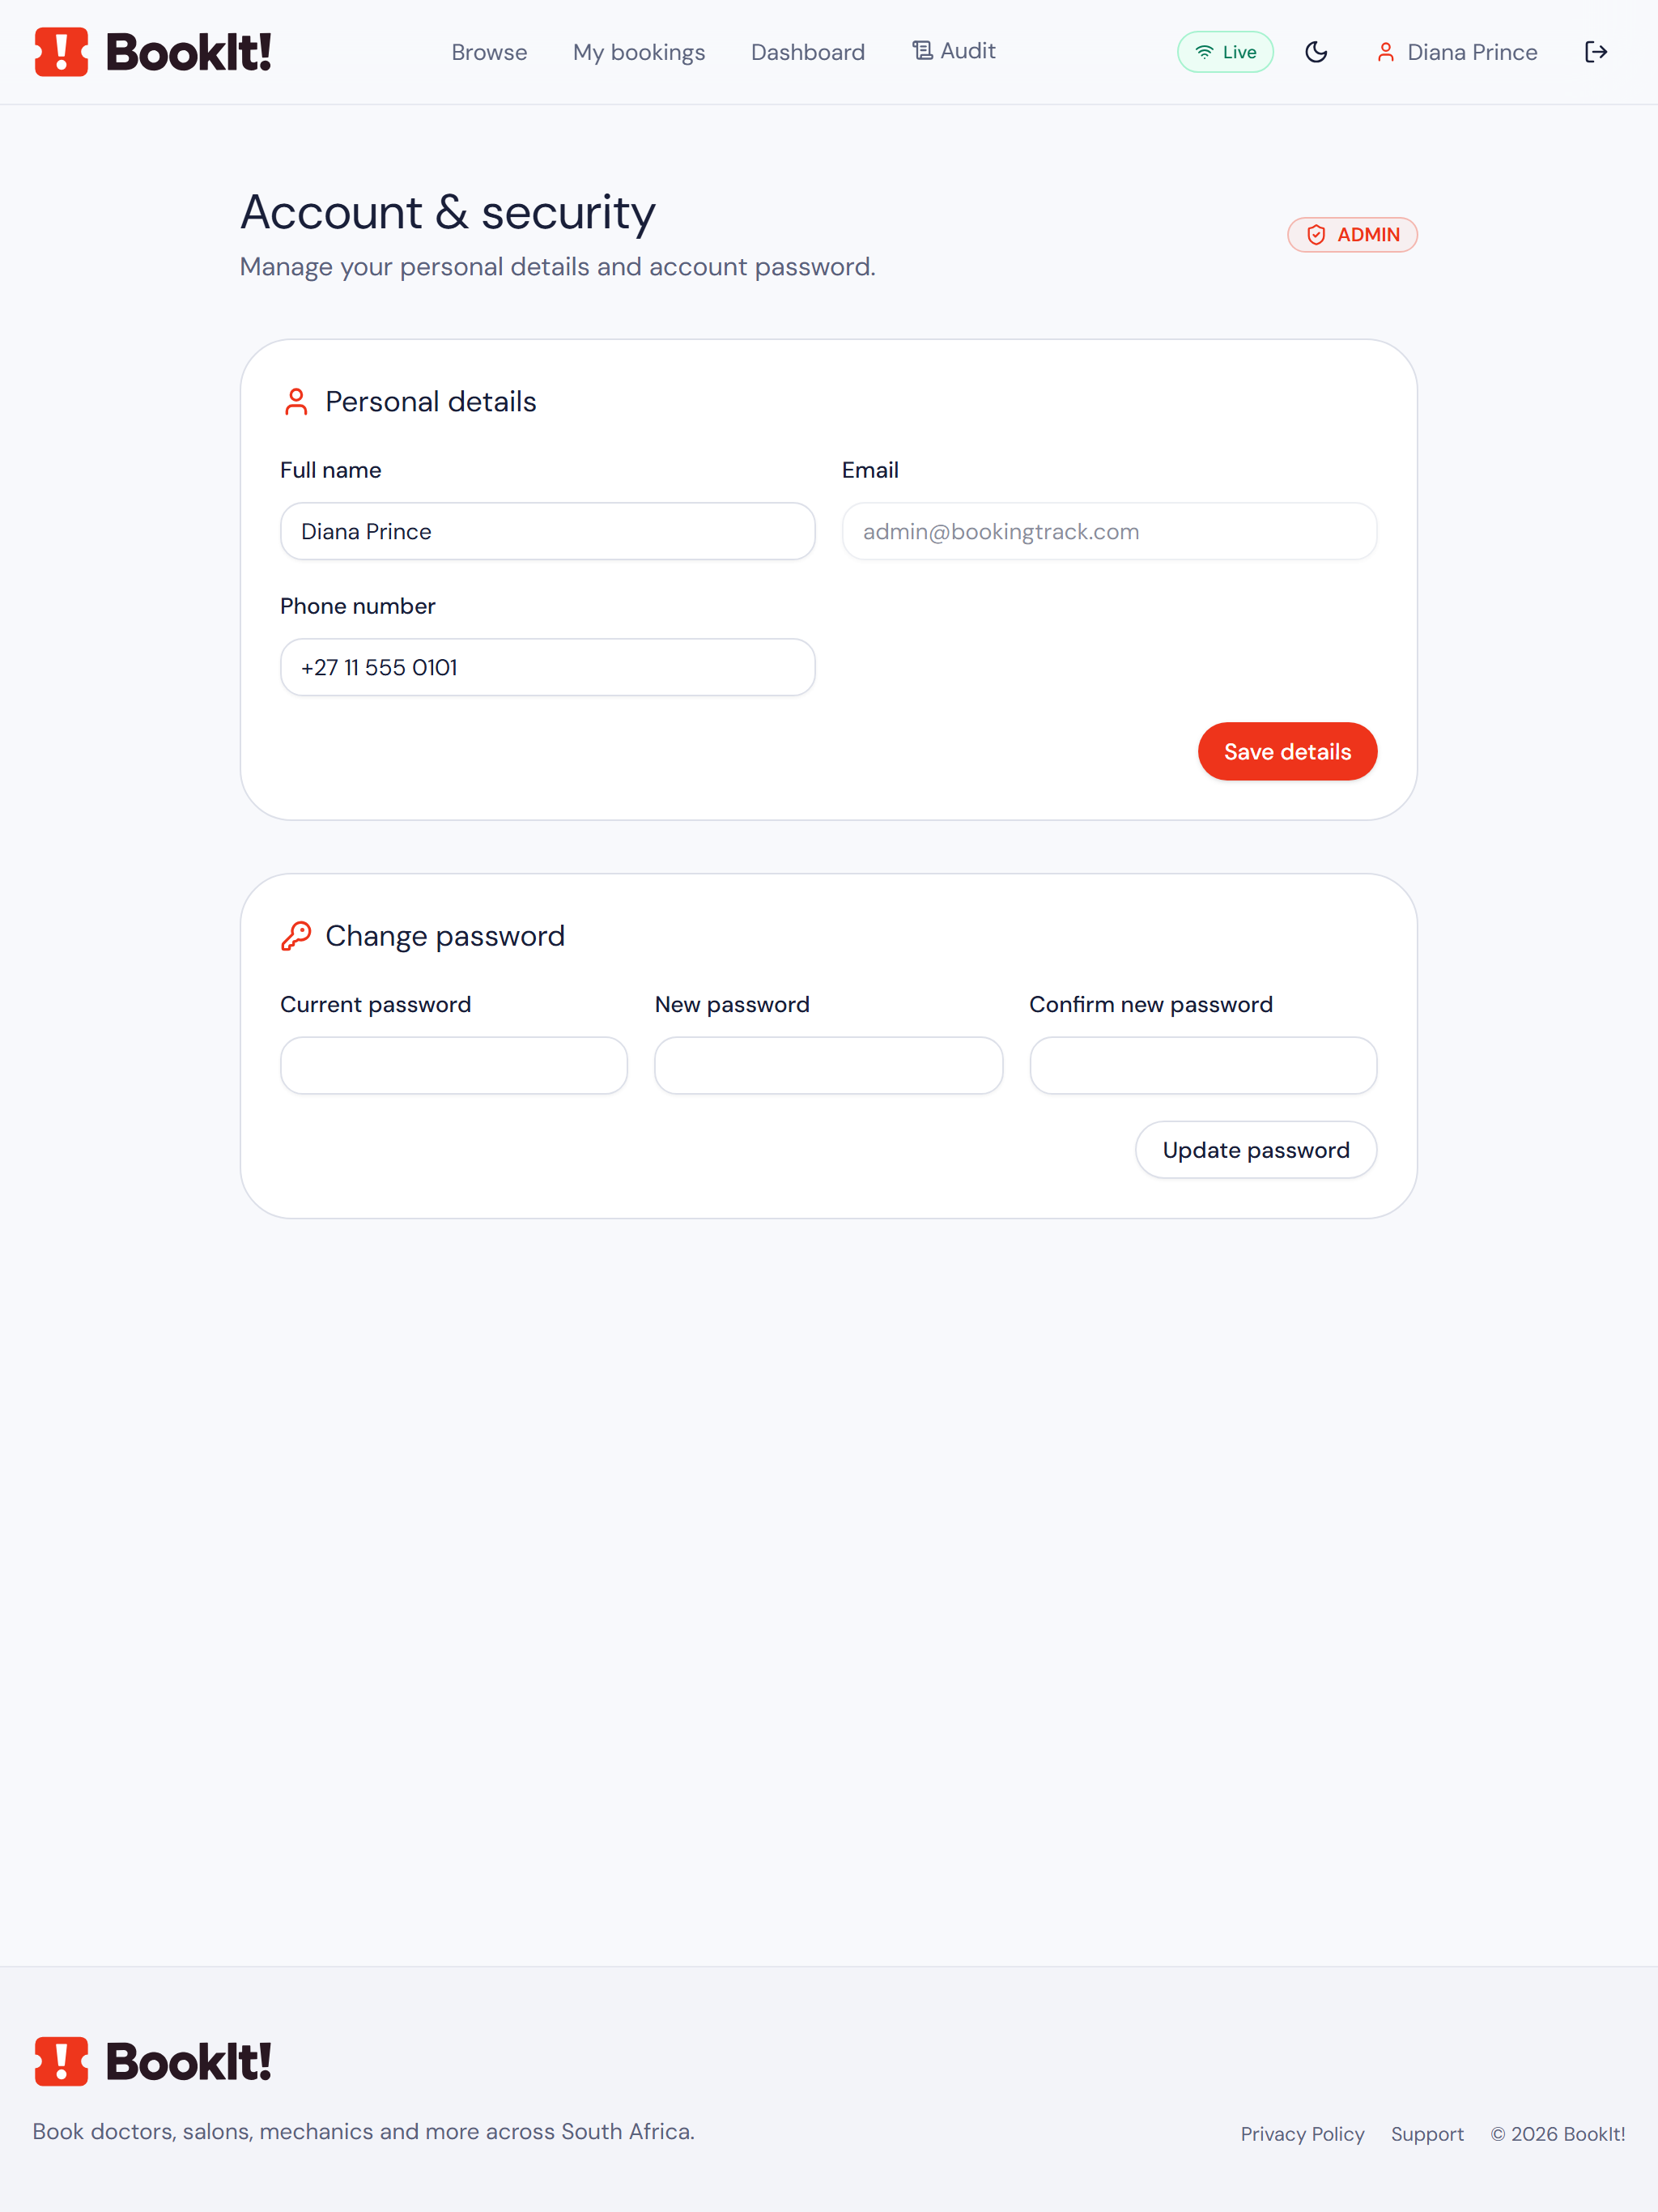 BookIt!
Browse
My bookings
Dashboard
Audit
Live
Diana Prince
Account & security
Manage your personal details and account password.
ADMIN
Personal details
Full name
Email
Diana Prince
admin@bookingtrack.com
Phone number
+27 11 555 0101
Save details
Change password
Current password
New password
Confirm new password
Update password
BookIt!
Book doctors, salons, mechanics and more across South Africa.
Privacy Policy
Support
© 2026 BookIt!